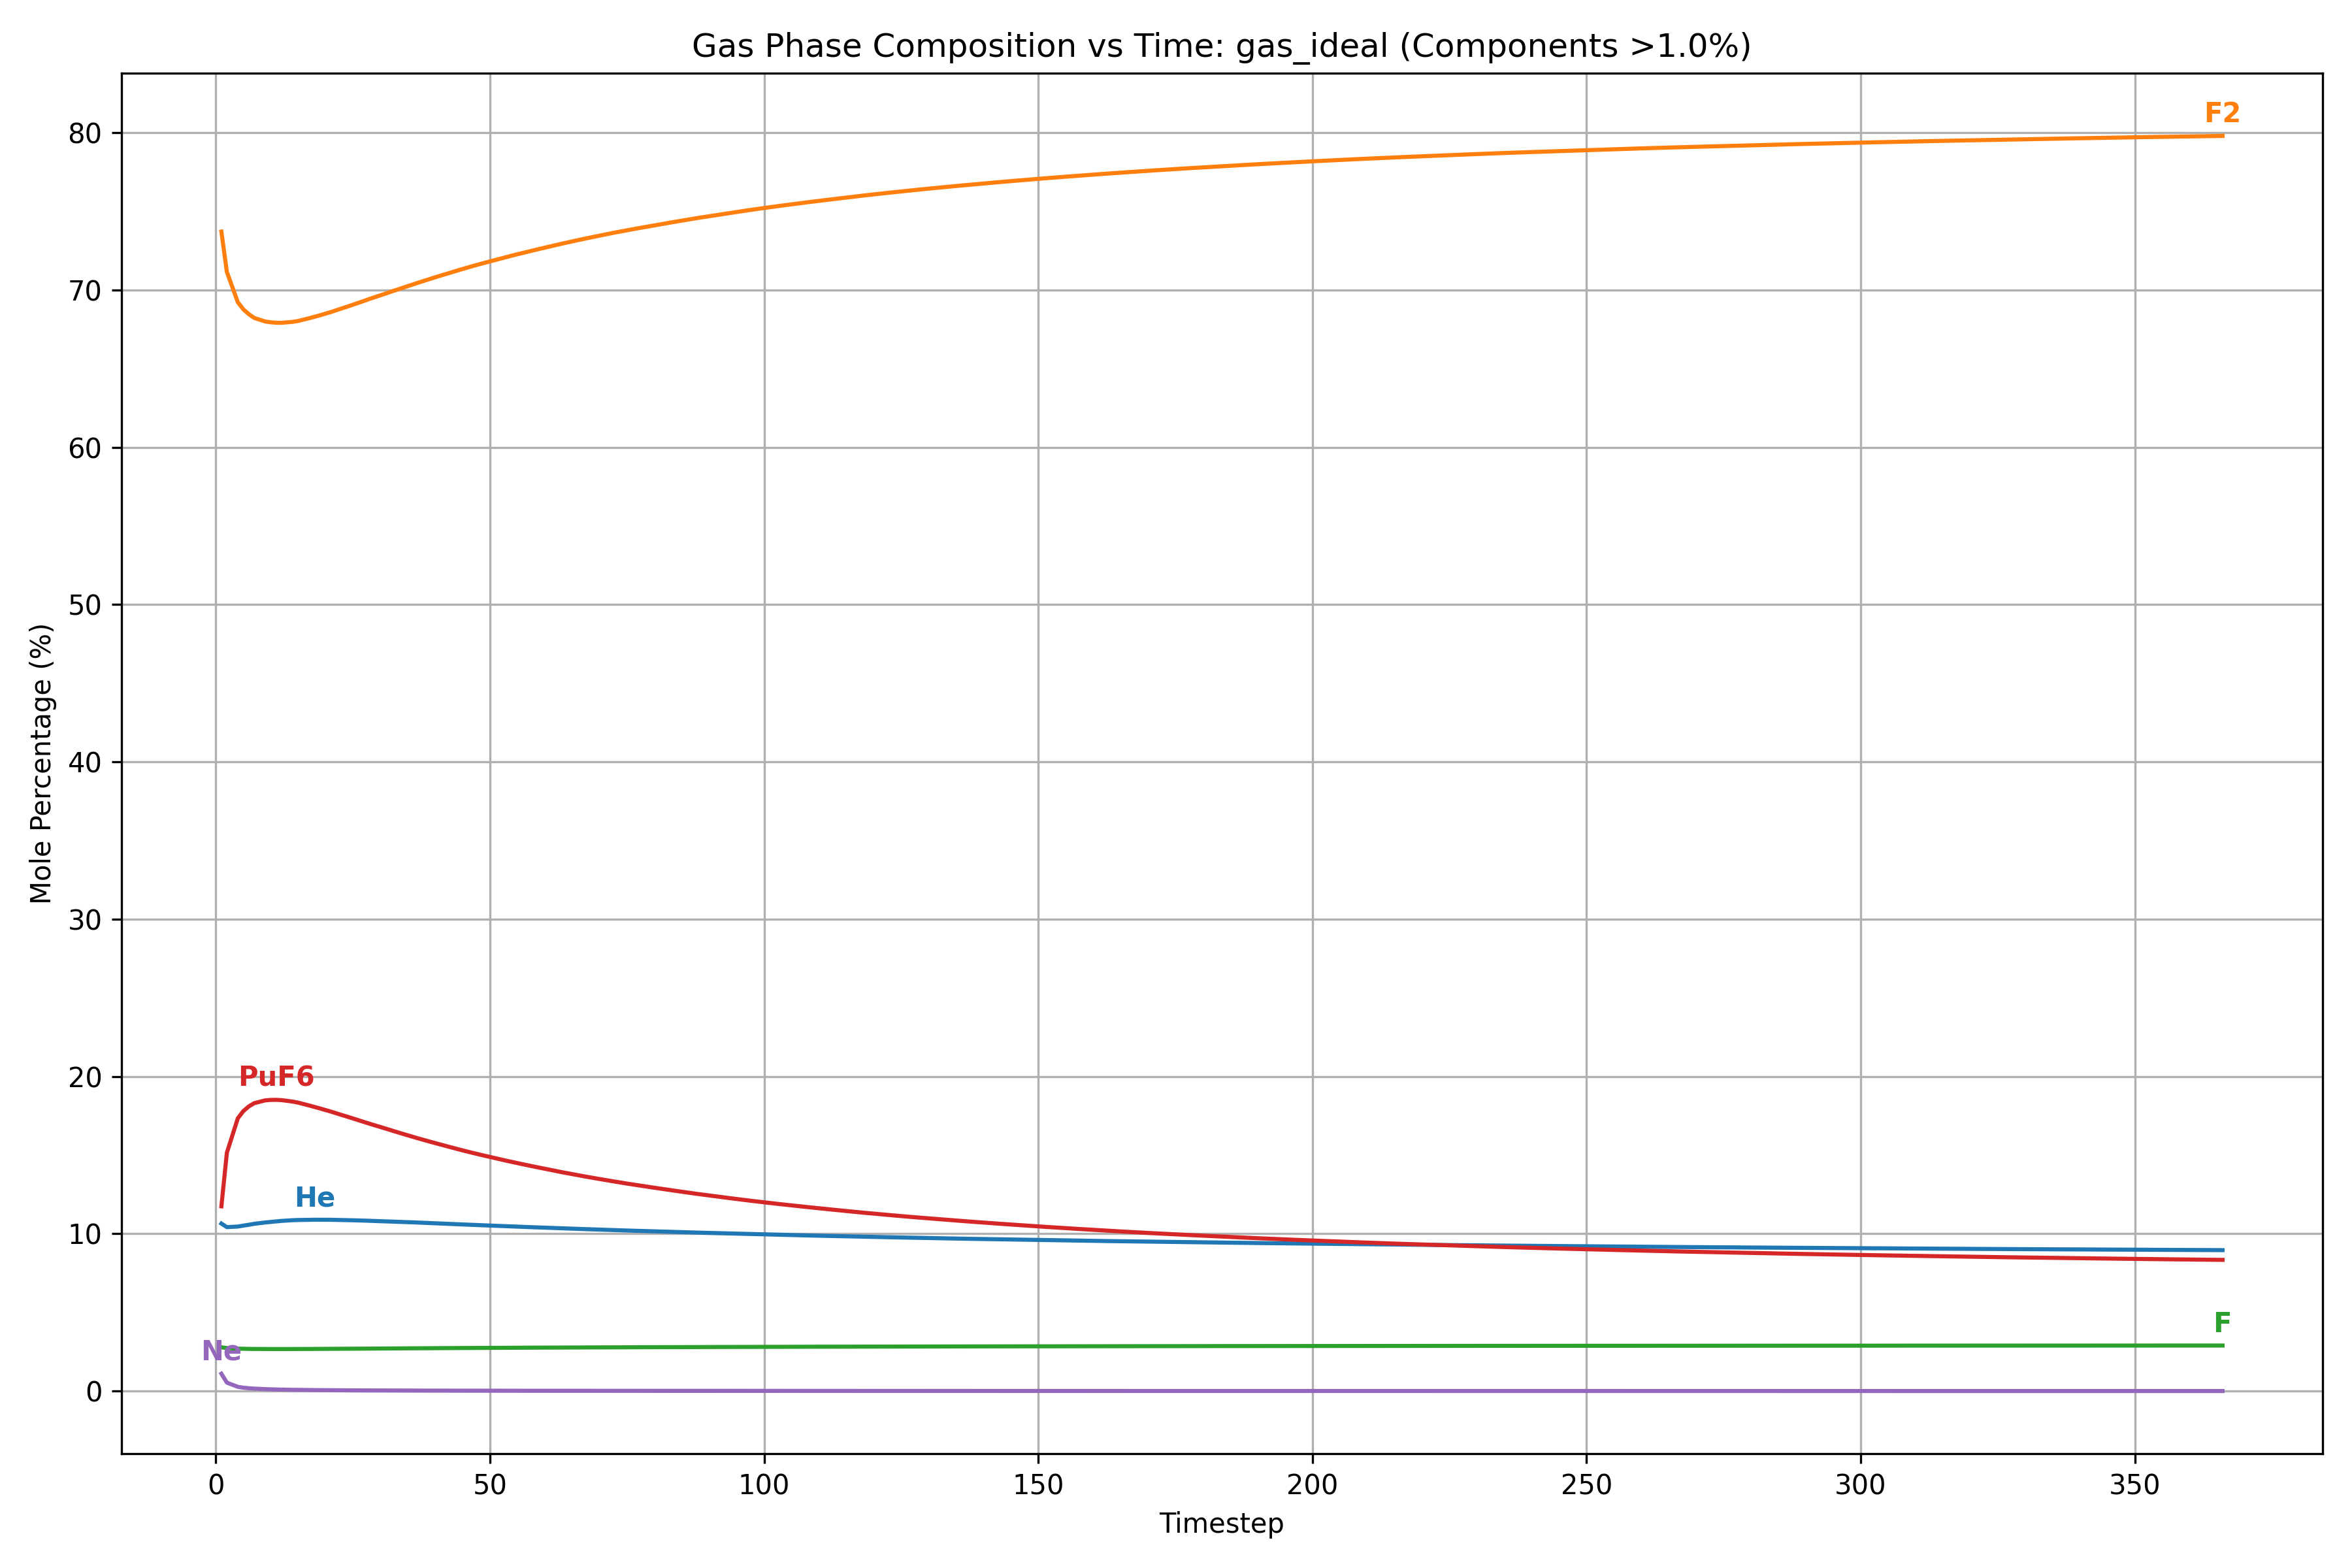 Gas Phase Composition vs Time: gas_ideal (Components >1.0%)
Mole Percentage (%)
80
70
60
50
40
30
20
10
0
F2
PuF6
He
F
Ne
0 50 100 150 200 250 300 350
Timestep